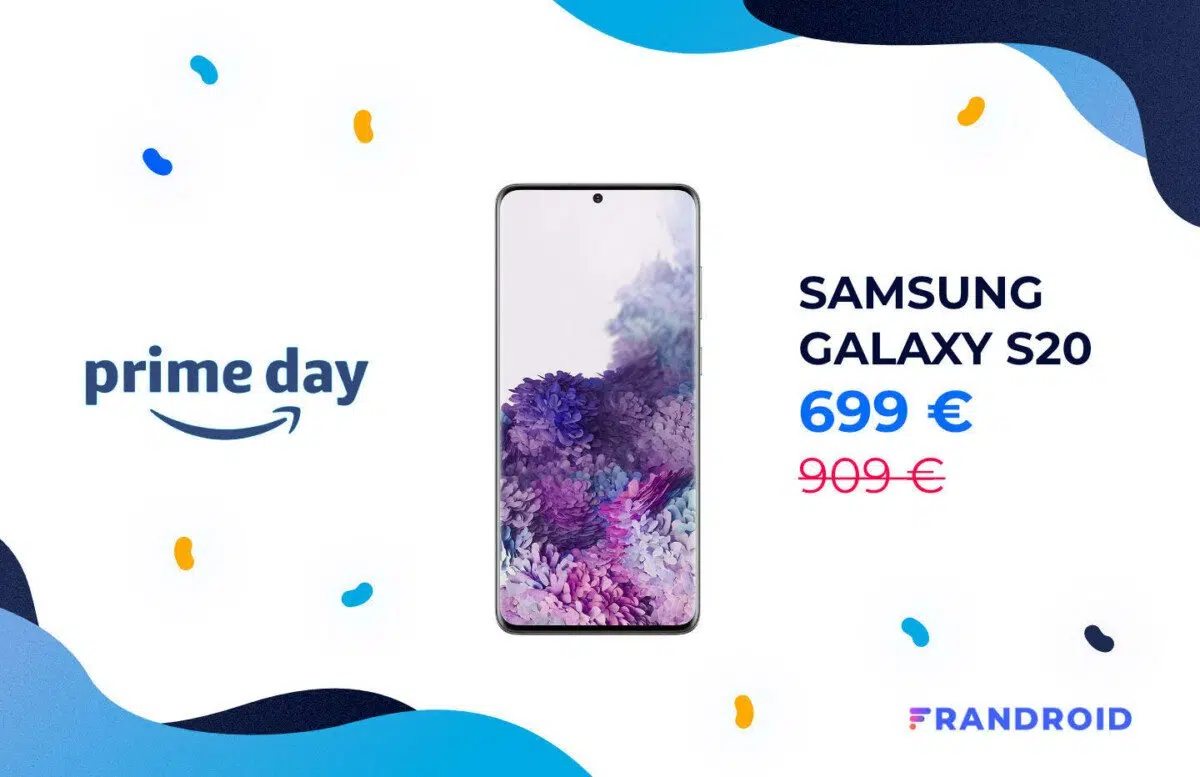 prime day
SAMSUNG
GALAXY S20
699 €
909 €
FRANDROID